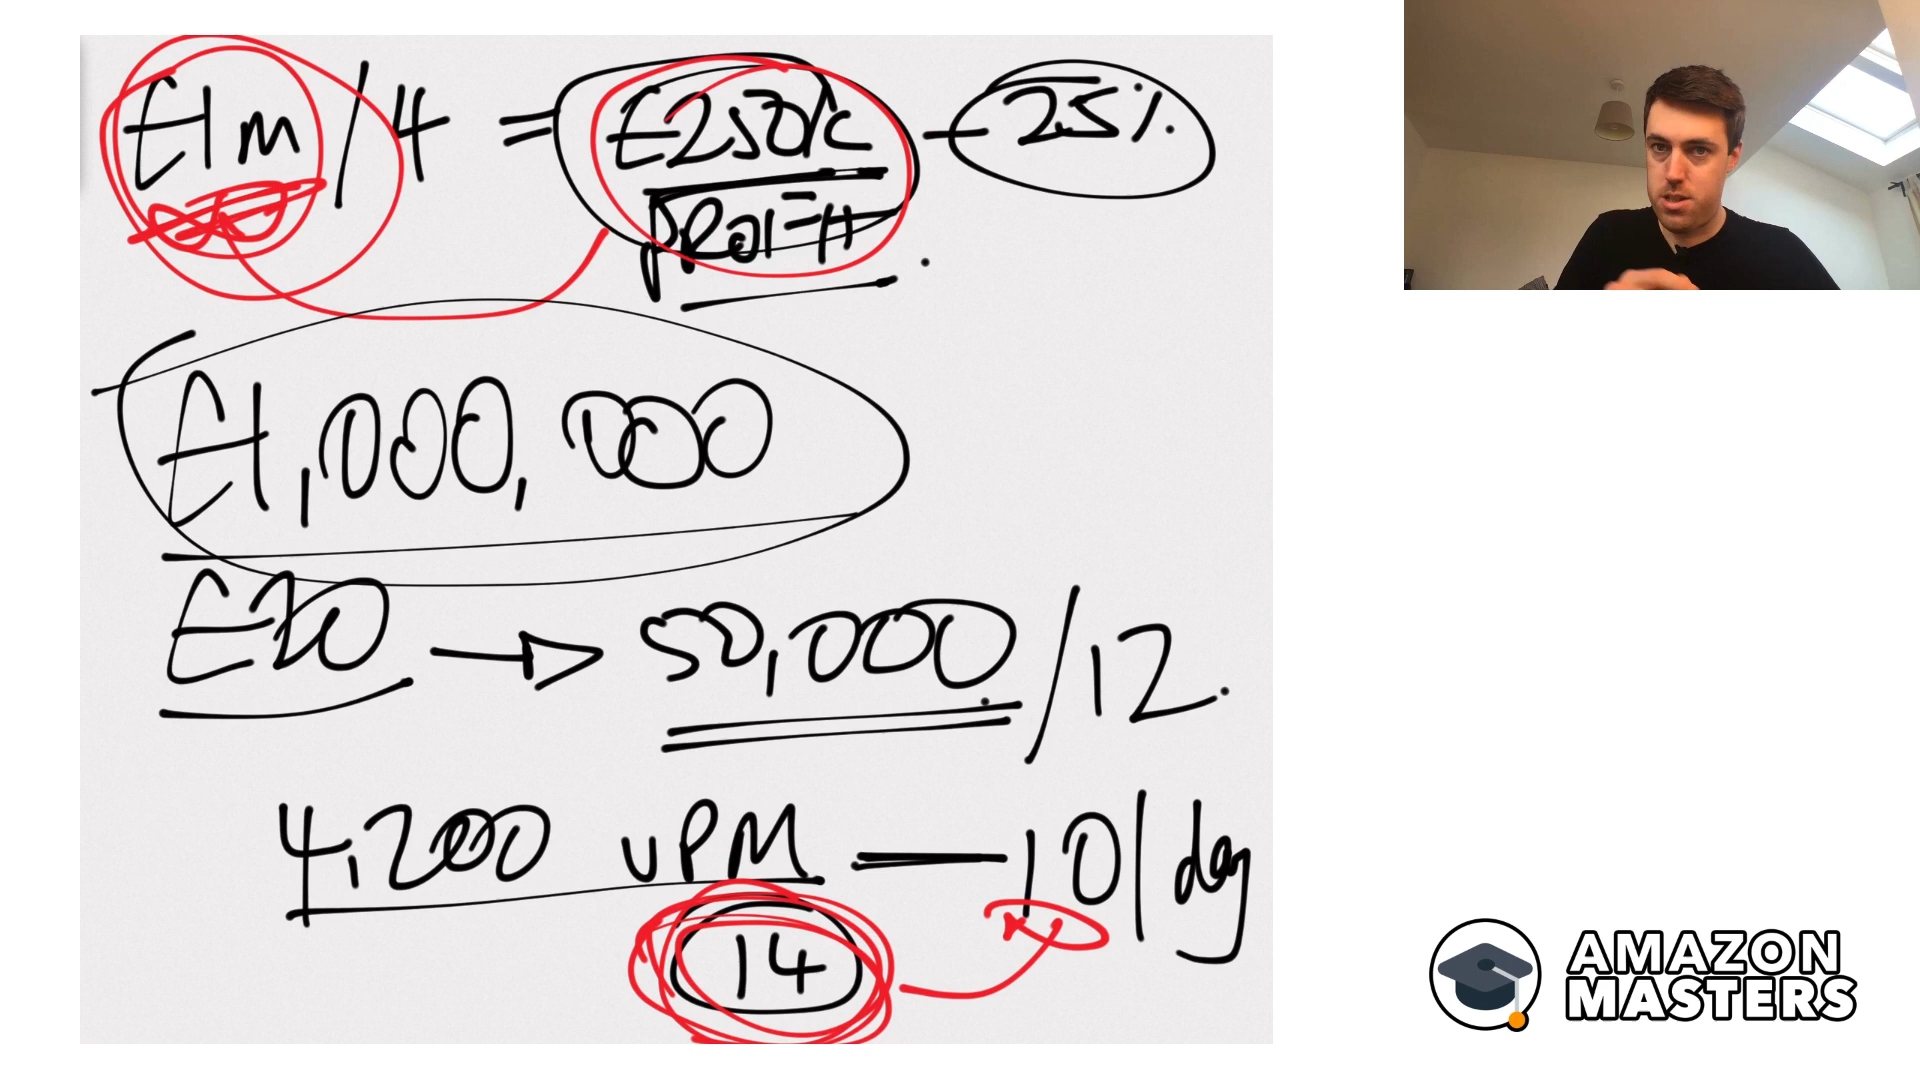 £1m / 4 = £250k - 25%.
PROFIT.
£1,000,000
£20 → 50,000 / 12.
4,200 UPM — 10 / day
14
AMAZON
MASTERS